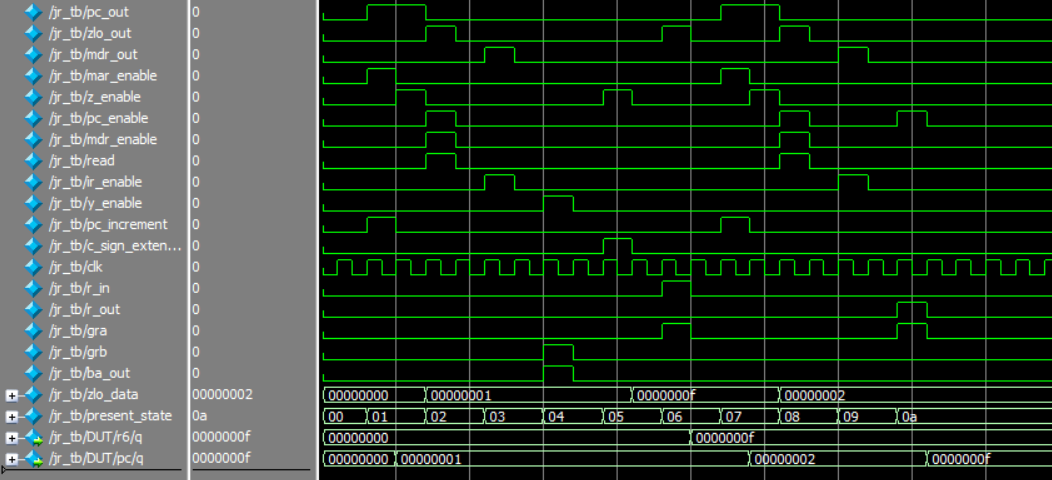 /jr_tb/pc_out 0
/jr_tb/zlo_out 0
/jr_tb/mdr_out 0
/jr_tb/mar_enable 0
/jr_tb/z_enable 0
/jr_tb/pc_enable 0
/jr_tb/mdr_enable 0
/jr_tb/read 0
/jr_tb/ir_enable 0
/jr_tb/y_enable 0
/jr_tb/pc_increment 0
/jr_tb/c_sign_exten... 0
/jr_tb/clk 0
/jr_tb/r_in 0
/jr_tb/r_out 0
/jr_tb/gra 0
/jr_tb/grb 0
/jr_tb/ba_out 0
/jr_tb/zlo_data 00000002 00000000 00000001 0000000f 00000002
/jr_tb/present_state 0a 00 01 02 03 04 05 06 07 08 09 0a
/jr_tb/DUT/r6/q 0000000f 00000000 0000000f
/jr_tb/DUT/pc/q 0000000f 00000000 00000001 00000002 0000000f